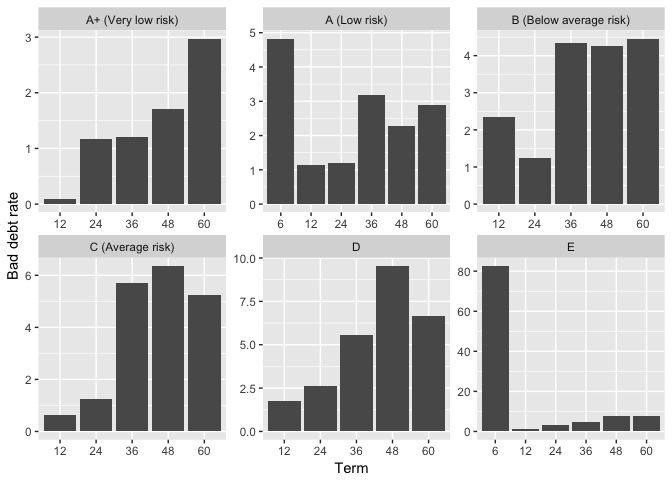 A+ (Very low risk)
A (Low risk)
B (Below average risk)
3
2
1
0
5
4
3
2
1
0
4
3
2
1
0
12 24 36 48 60
6 12 24 36 48 60
12 24 36 48 60
Bad debt rate
C (Average risk)
D
E
6
4
2
0
10.0
7.5
5.0
2.5
0.0
80
60
40
20
0
12 24 36 48 60
12 24 36 48 60
6 12 24 36 48 60
Term